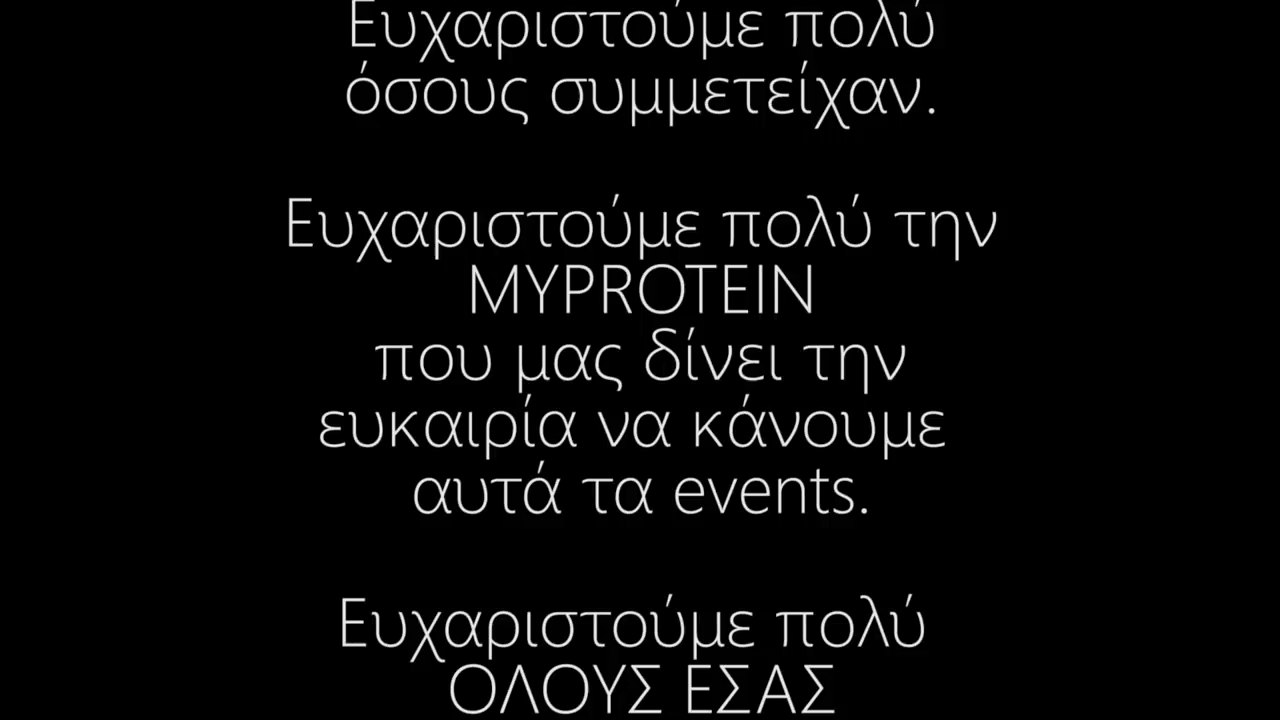 Ευχαριστούμε πολύ
όσους συμμετείχαν.
Ευχαριστούμε πολύ την
MYPROTEIN
που μας δίνει την
ευκαιρία να κάνουμε
αυτά τα events.
Ευχαριστούμε πολύ
ΟΛΟΥΣ ΕΣΑΣ